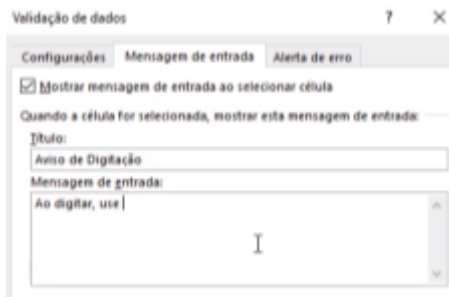 Validação de dados ? ×
Configurações Mensagem de entrada Alerta de erro
Mostrar mensagem de entrada ao selecionar célula
Quando a célula for selecionada, mostrar esta mensagem de entrada:
Título:
Aviso de Digitação
Mensagem de entrada:
Ao digitar, use